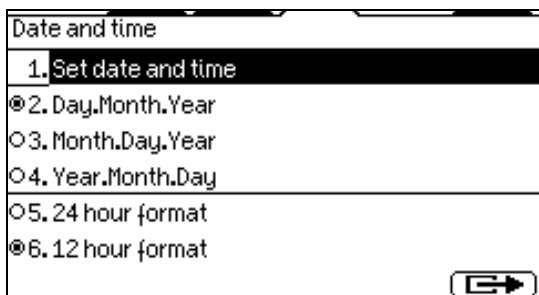 Date and time
1. Set date and time
2. Day.Month.Year
3. Month.Day.Year
4. Year.Month.Day
5. 24 hour format
6. 12 hour format